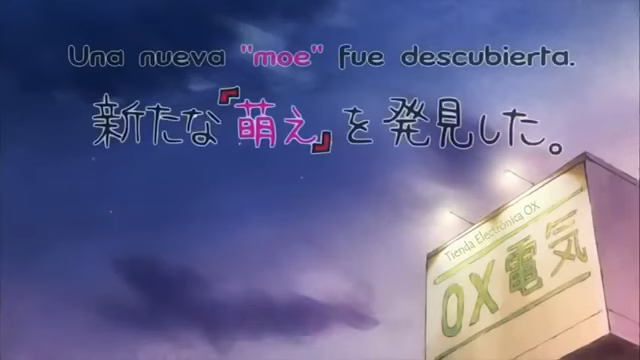 Una nueva "moe" fue descubierta.
新たな『萌え』を発見した。
Tienda Electrónica OX
OX電気